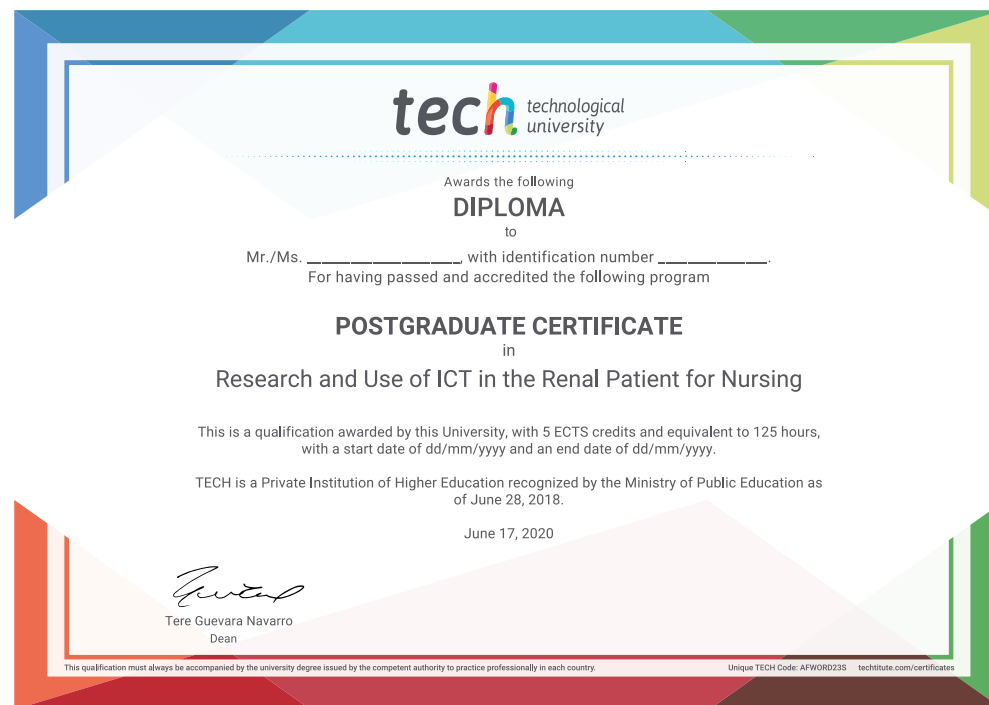 tech technological
university
Awards the following
DIPLOMA
to
Mr./Ms. ____________________, with identification number ______________.
For having passed and accredited the following program
POSTGRADUATE CERTIFICATE
in
Research and Use of ICT in the Renal Patient for Nursing
This is a qualification awarded by this University, with 5 ECTS credits and equivalent to 125 hours,
with a start date of dd/mm/yyyy and an end date of dd/mm/yyyy.
TECH is a Private Institution of Higher Education recognized by the Ministry of Public Education as
of June 28, 2018.
June 17, 2020
Tere Guevara Navarro
Dean
This qualification must always be accompanied by the university degree issued by the competent authority to practice professionally in each country.
Unique TECH Code: AFWORD23S techtitute.com/certificates